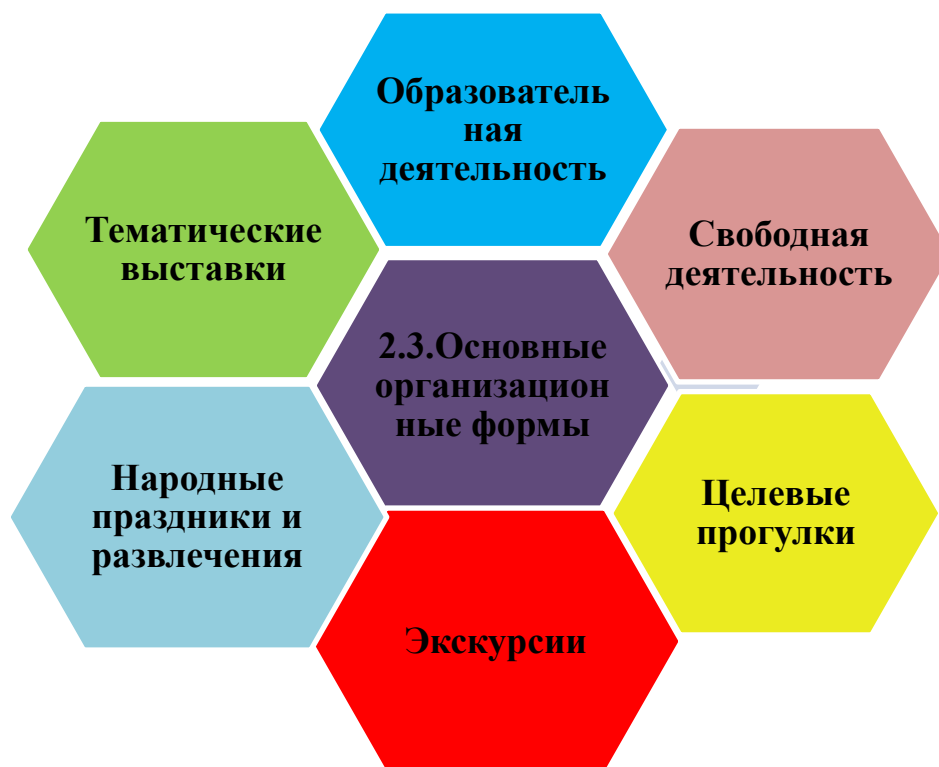 Образователь
ная
деятельность
Тематические
выставки
Свободная
деятельность
2.3.Основные
организацион
ные формы
Народные
праздники и
развлечения
Целевые
прогулки
Экскурсии